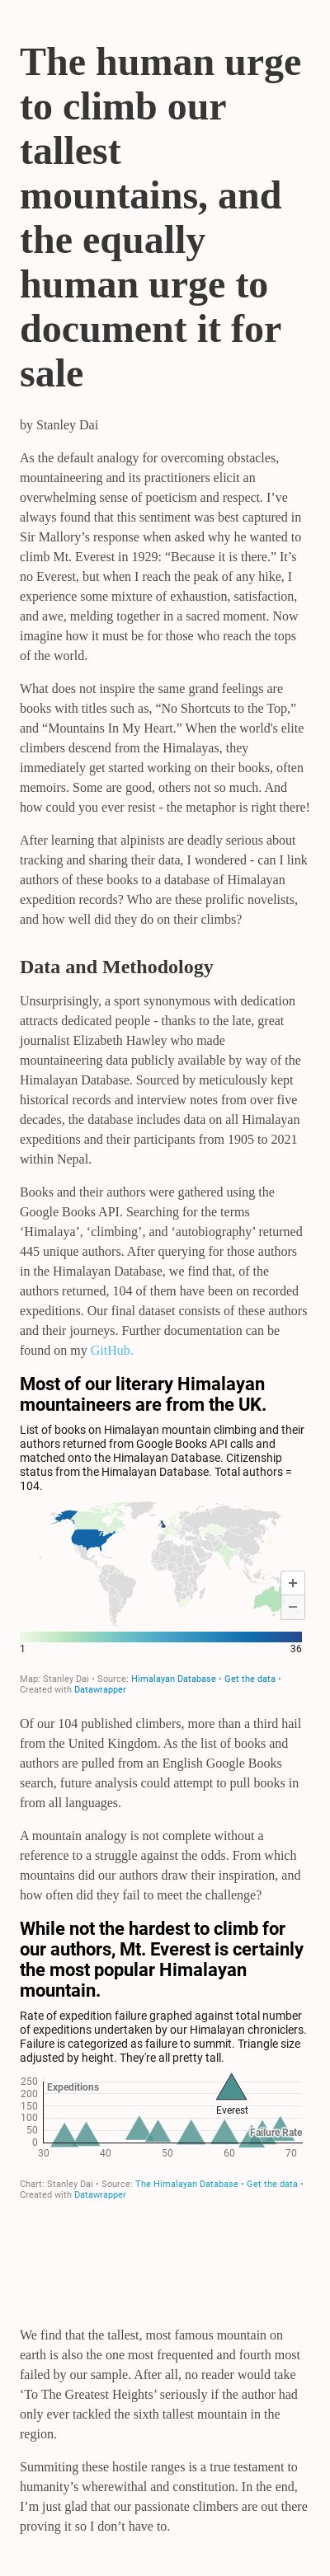 The human urge
to climb our
tallest
mountains, and
the equally
human urge to
document it for
sale
by Stanley Dai
As the default analogy for overcoming obstacles,
mountaineering and its practitioners elicit an
overwhelming sense of poeticism and respect. I’ve
always found that this sentiment was best captured in
Sir Mallory’s response when asked why he wanted to
climb Mt. Everest in 1929: “Because it is there.” It’s
no Everest, but when I reach the peak of any hike, I
experience some mixture of exhaustion, satisfaction,
and awe, melding together in a sacred moment. Now
imagine how it must be for those who reach the tops
of the world.
What does not inspire the same grand feelings are
books with titles such as, “No Shortcuts to the Top,”
and “Mountains In My Heart.” When the world's elite
climbers descend from the Himalayas, they
immediately get started working on their books, often
memoirs. Some are good, others not so much. And
how could you ever resist - the metaphor is right there!
After learning that alpinists are deadly serious about
tracking and sharing their data, I wondered - can I link
authors of these books to a database of Himalayan
expedition records? Who are these prolific novelists,
and how well did they do on their climbs?
Data and Methodology
Unsurprisingly, a sport synonymous with dedication
attracts dedicated people - thanks to the late, great
journalist Elizabeth Hawley who made
mountaineering data publicly available by way of the
Himalayan Database. Sourced by meticulously kept
historical records and interview notes from over five
decades, the database includes data on all Himalayan
expeditions and their participants from 1905 to 2021
within Nepal.
Books and their authors were gathered using the
Google Books API. Searching for the terms
‘Himalaya’, ‘climbing’, and ‘autobiography’ returned
445 unique authors. After querying for those authors
in the Himalayan Database, we find that, of the
authors returned, 104 of them have been on recorded
expeditions. Our final dataset consists of these authors
and their journeys. Further documentation can be
found on my GitHub.
Most of our literary Himalayan
mountaineers are from the UK.
List of books on Himalayan mountain climbing and their
authors returned from Google Books API calls and
matched onto the Himalayan Database. Citizenship
status from the Himalayan Database. Total authors =
104.
+
−
1 36
Map: Stanley Dai • Source: Himalayan Database • Get the data •
Created with Datawrapper
Of our 104 published climbers, more than a third hail
from the United Kingdom. As the list of books and
authors are pulled from an English Google Books
search, future analysis could attempt to pull books in
from all languages.
A mountain analogy is not complete without a
reference to a struggle against the odds. From which
mountains did our authors draw their inspiration, and
how often did they fail to meet the challenge?
While not the hardest to climb for
our authors, Mt. Everest is certainly
the most popular Himalayan
mountain.
Rate of expedition failure graphed against total number
of expeditions undertaken by our Himalayan chroniclers.
Failure is categorized as failure to summit. Triangle size
adjusted by height. They're all pretty tall.
250 Expeditions
200
150 Everest
100
50 Failure Rate
0
30 40 50 60 70
Chart: Stanley Dai • Source: The Himalayan Database • Get the data •
Created with Datawrapper
We find that the tallest, most famous mountain on
earth is also the one most frequented and fourth most
failed by our sample. After all, no reader would take
‘To The Greatest Heights’ seriously if the author had
only ever tackled the sixth tallest mountain in the
region.
Summiting these hostile ranges is a true testament to
humanity’s wherewithal and constitution. In the end,
I’m just glad that our passionate climbers are out there
proving it so I don’t have to.